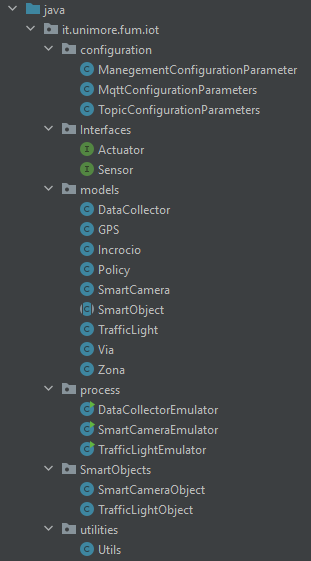 java
it.unimore.fum.iot
configuration
ManegementConfigurationParameter
MqttConfigurationParameters
TopicConfigurationParameters
Interfaces
Actuator
Sensor
models
DataCollector
GPS
Incrocio
Policy
SmartCamera
SmartObject
TrafficLight
Via
Zona
process
DataCollectorEmulator
SmartCameraEmulator
TrafficLightEmulator
SmartObjects
SmartCameraObject
TrafficLightObject
utilities
Utils